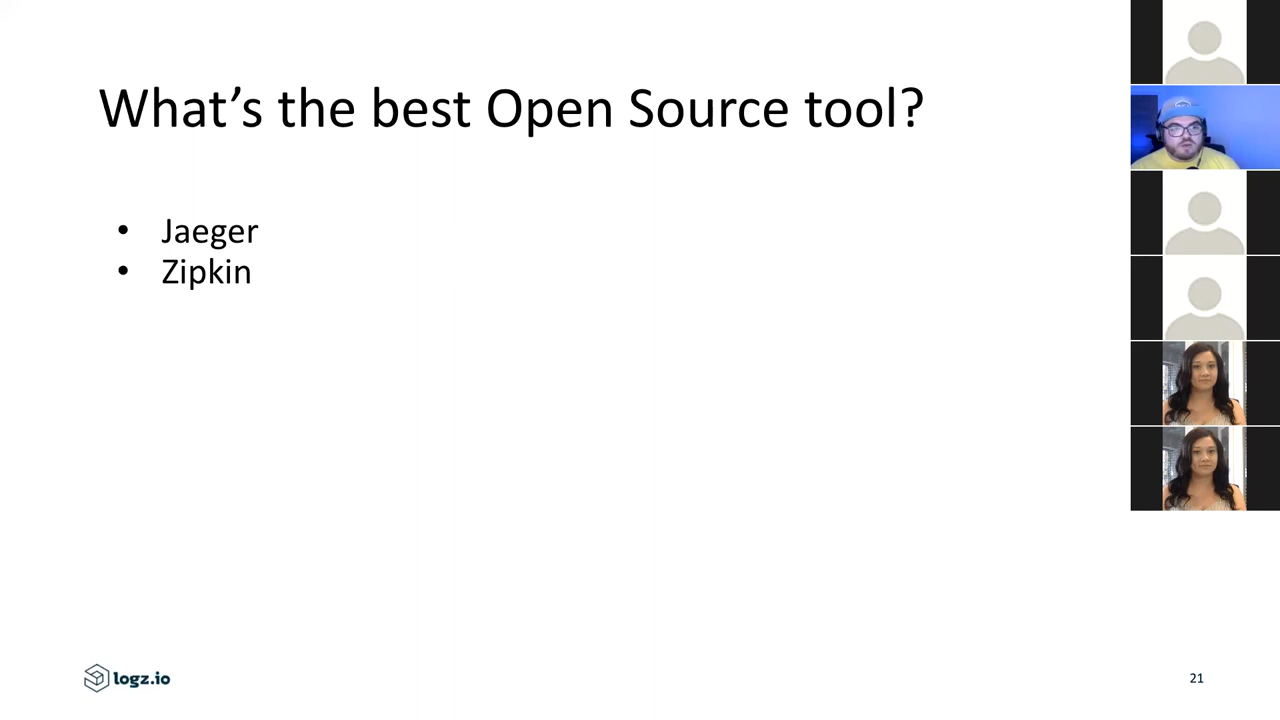 What's the best Open Source tool?
• Jaeger
• Zipkin
logz.io
21